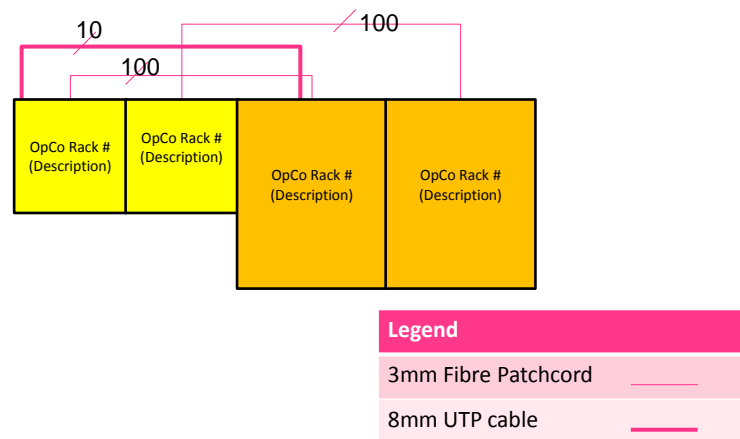 10
100
100
OpCo Rack #
(Description)
OpCo Rack #
(Description)
OpCo Rack #
(Description)
OpCo Rack #
(Description)
Legend
3mm Fibre Patchcord
8mm UTP cable